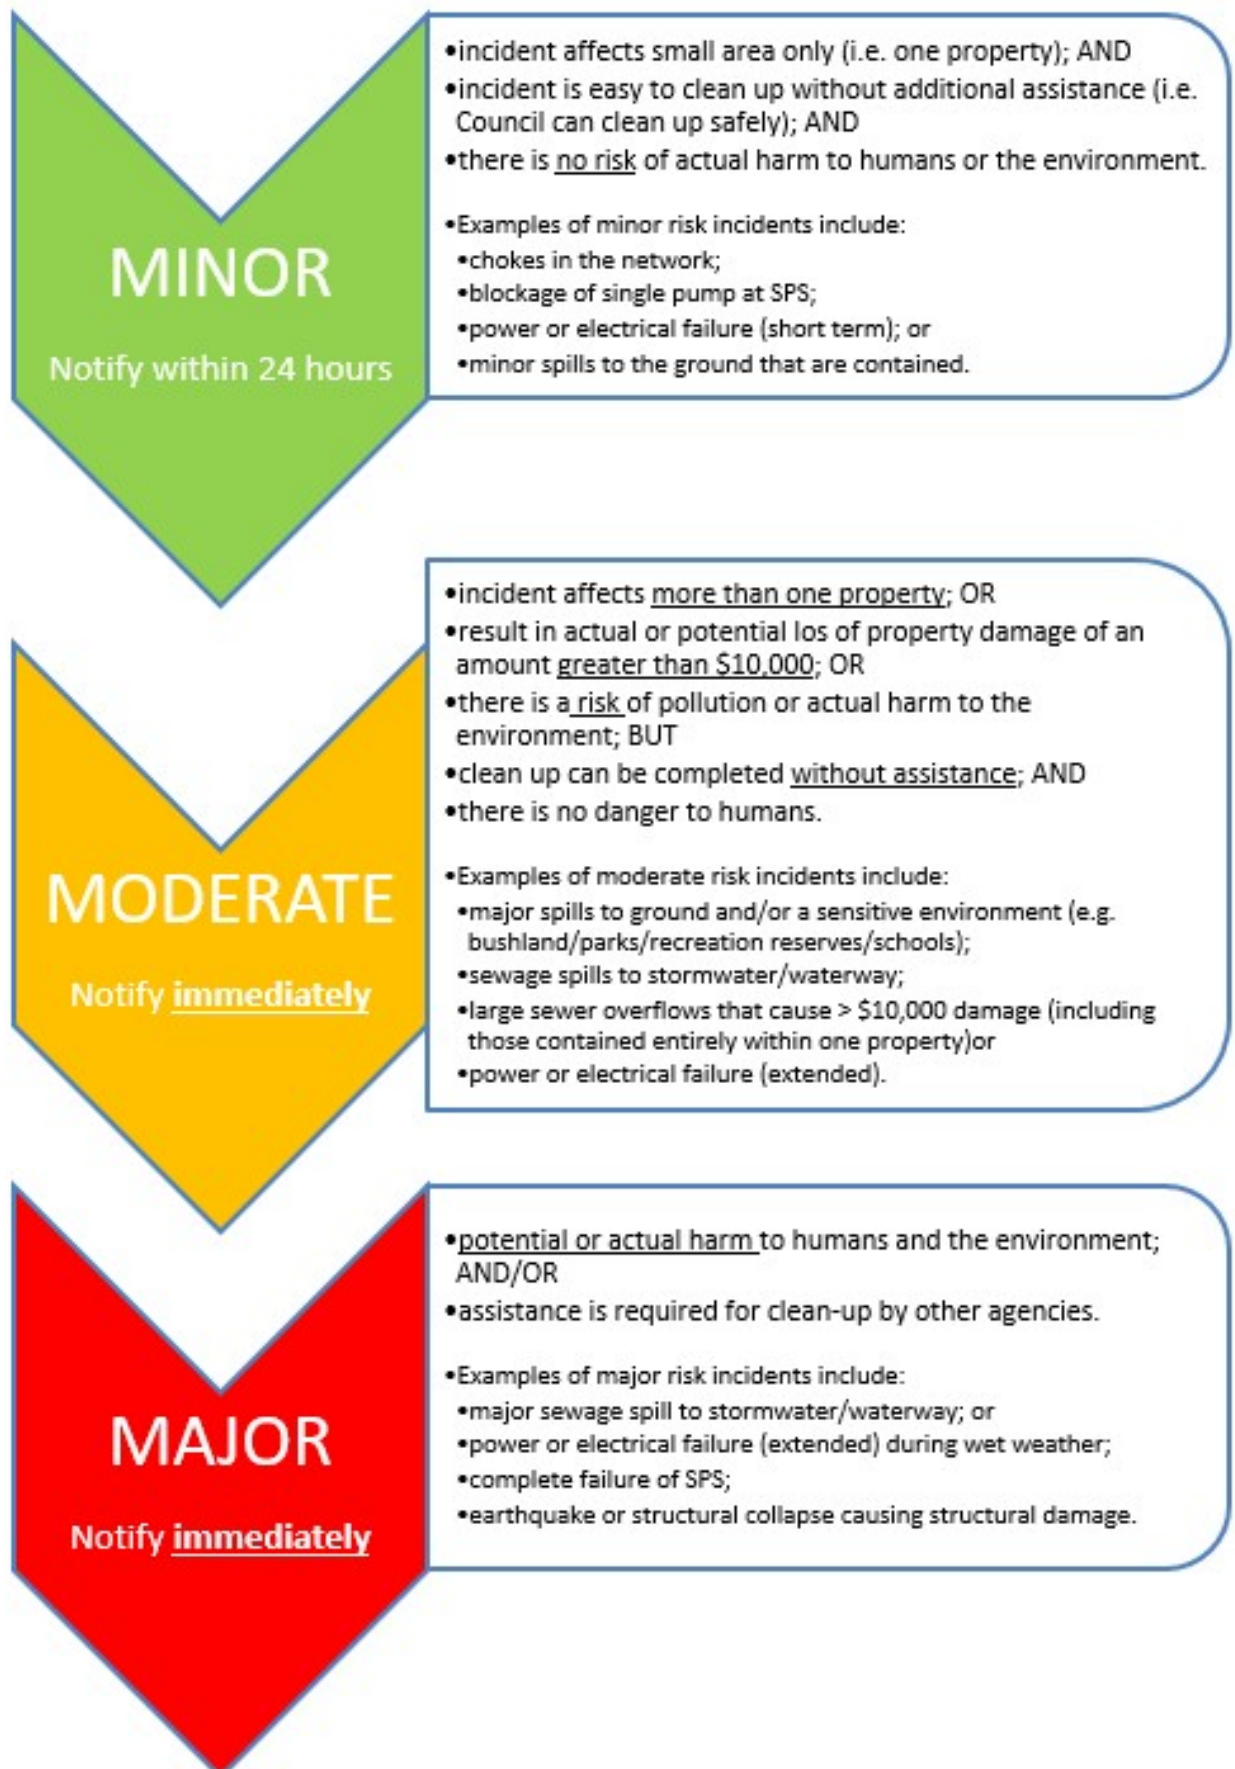 •incident affects small area only (i.e. one property); AND
•incident is easy to clean up without additional assistance (i.e.
Council can clean up safely); AND
•there is no risk of actual harm to humans or the environment.
•Examples of minor risk incidents include:
•chokes in the network;
•blockage of single pump at SPS;
•power or electrical failure (short term); or
•minor spills to the ground that are contained.
MINOR
Notify within 24 hours
•incident affects more than one property; OR
•result in actual or potential los of property damage of an
amount greater than $10,000; OR
•there is a risk of pollution or actual harm to the
environment; BUT
•clean up can be completed without assistance; AND
•there is no danger to humans.
•Examples of moderate risk incidents include:
•major spills to ground and/or a sensitive environment (e.g.
bushland/parks/recreation reserves/schools);
•sewage spills to stormwater/waterway;
•large sewer overflows that cause > $10,000 damage (including
those contained entirely within one property)or
•power or electrical failure (extended).
MODERATE
Notify immediately
•potential or actual harm to humans and the environment;
AND/OR
•assistance is required for clean-up by other agencies.
•Examples of major risk incidents include:
•major sewage spill to stormwater/waterway; or
•power or electrical failure (extended) during wet weather;
•complete failure of SPS;
•earthquake or structural collapse causing structural damage.
MAJOR
Notify immediately